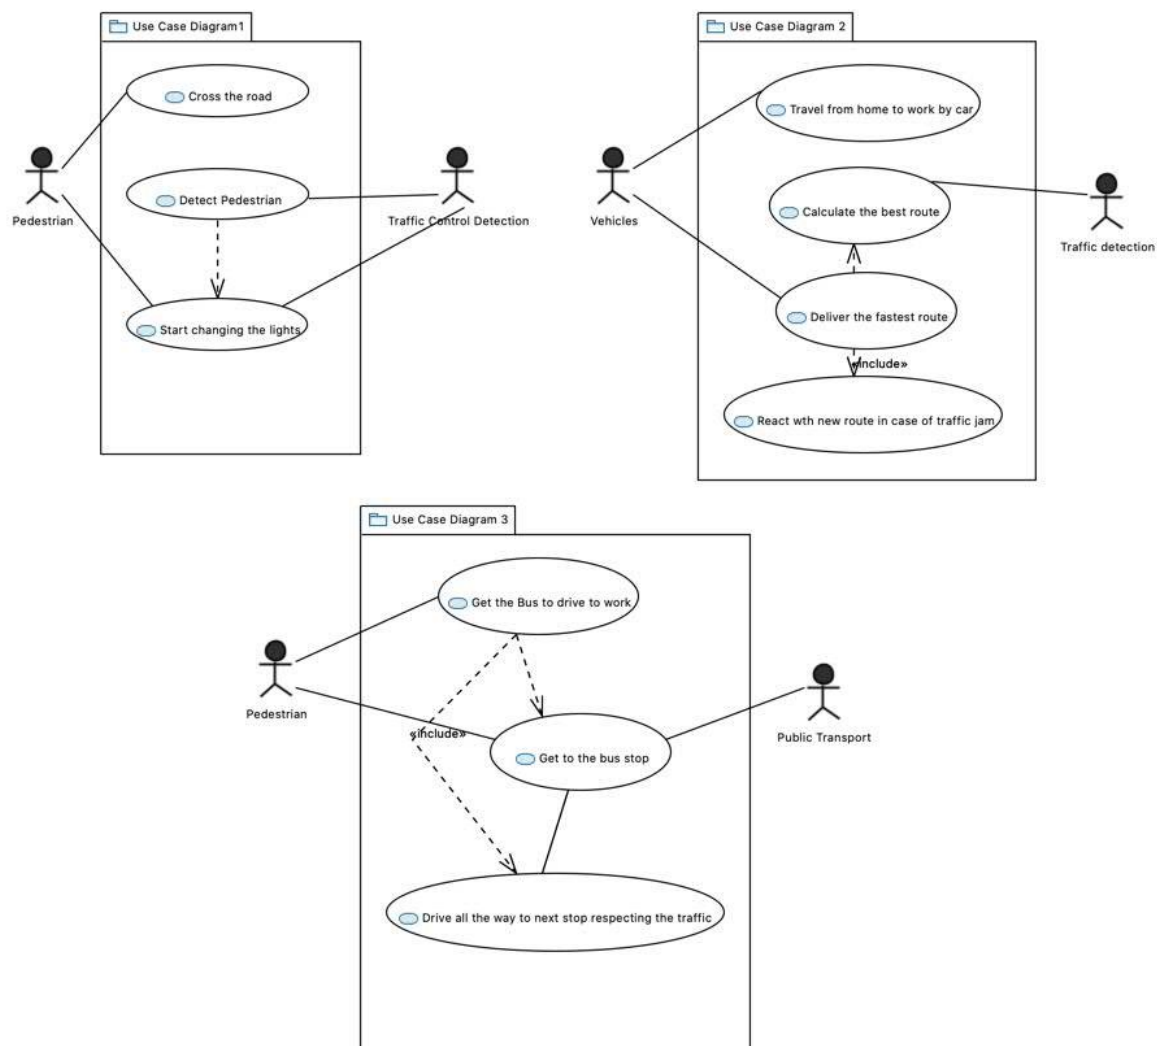 Use Case Diagram1
Cross the road
Detect Pedestrian
Start changing the lights
Pedestrian
Traffic Control Detection
Use Case Diagram 2
Travel from home to work by car
Calculate the best route
Deliver the fastest route
«include»
React wth new route in case of traffic jam
Vehicles
Traffic detection
Use Case Diagram 3
Get the Bus to drive to work
Pedestrian
«include»
Get to the bus stop
Public Transport
Drive all the way to next stop respecting the traffic